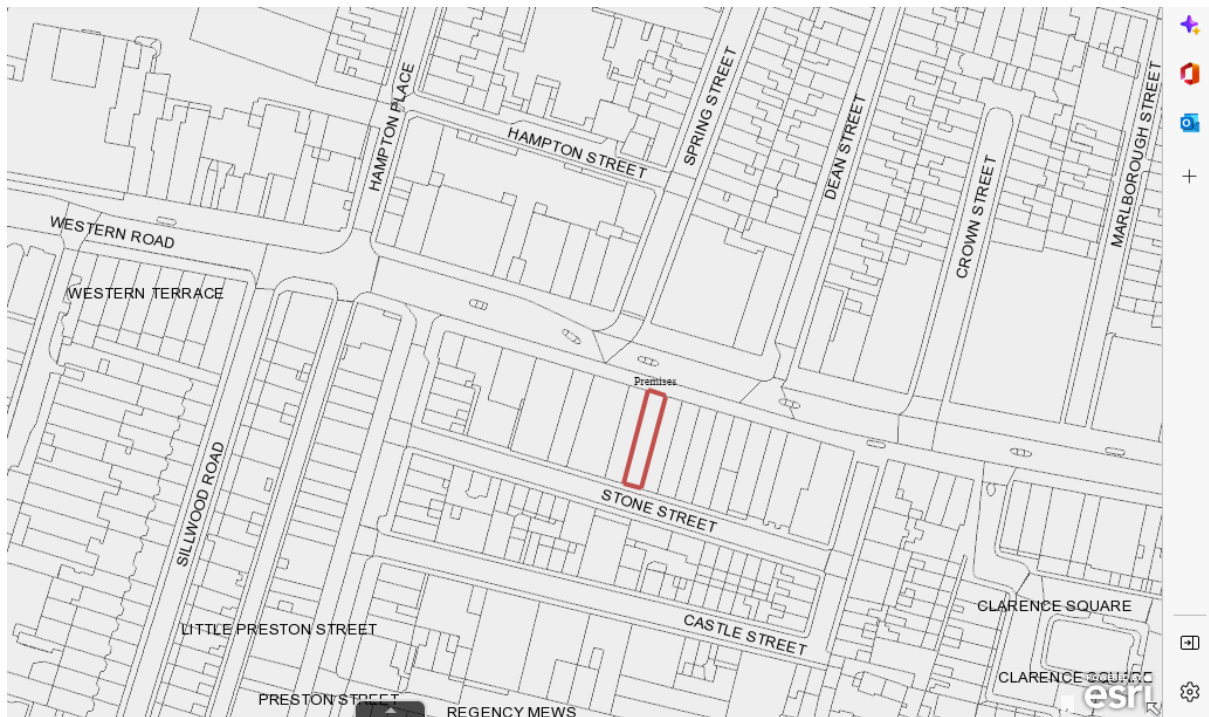 MARLBOROUGH STREET
SPRING STREET
HAMPTON PLACE
DEAN STREET
HAMPTON STREET
CROWN STREET
WESTERN ROAD
WESTERN TERRACE
Premises
SILLWOOD ROAD
STONE STREET
CLARENCE SQUARE
LITTLE PRESTON STREET
CASTLE STREET
CLARENCE SQUARE
PRESTON STREET
REGENCY MEWS
esri